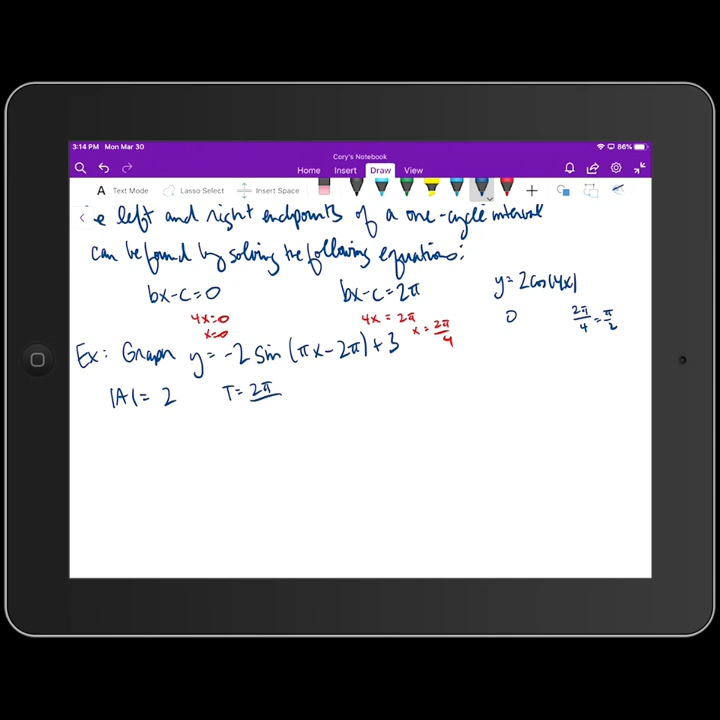 3:14 PM Mon Mar 30
86%
Cory's Notebook
Home Insert Draw View
A Text Mode Lasso Select Insert Space
e left and right endpoints of a one-cycle interval
can be found by solving the following equations:
bx-c=0 bx-c=2π y=2cos(4x)
4x=0 4x=2π x=2π/4 0 2π/4=π/2
x=0
Ex: Graph y=-2 sin (πx-2π)+3
|A|= 2 T= 2π